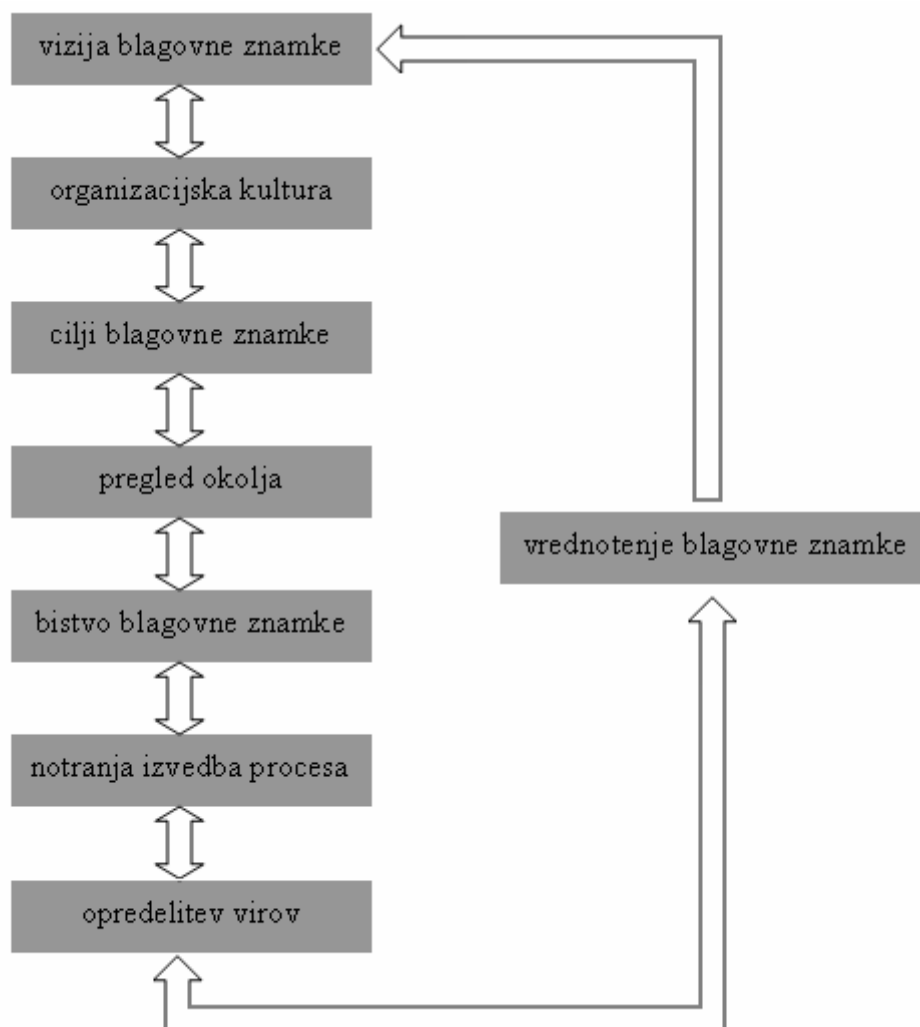 vizija blagovne znamke
organizacijska kultura
cilji blagovne znamke
pregled okolja
vrednotenje blagovne znamke
bistvo blagovne znamke
notranja izvedba procesa
opredelitev virov